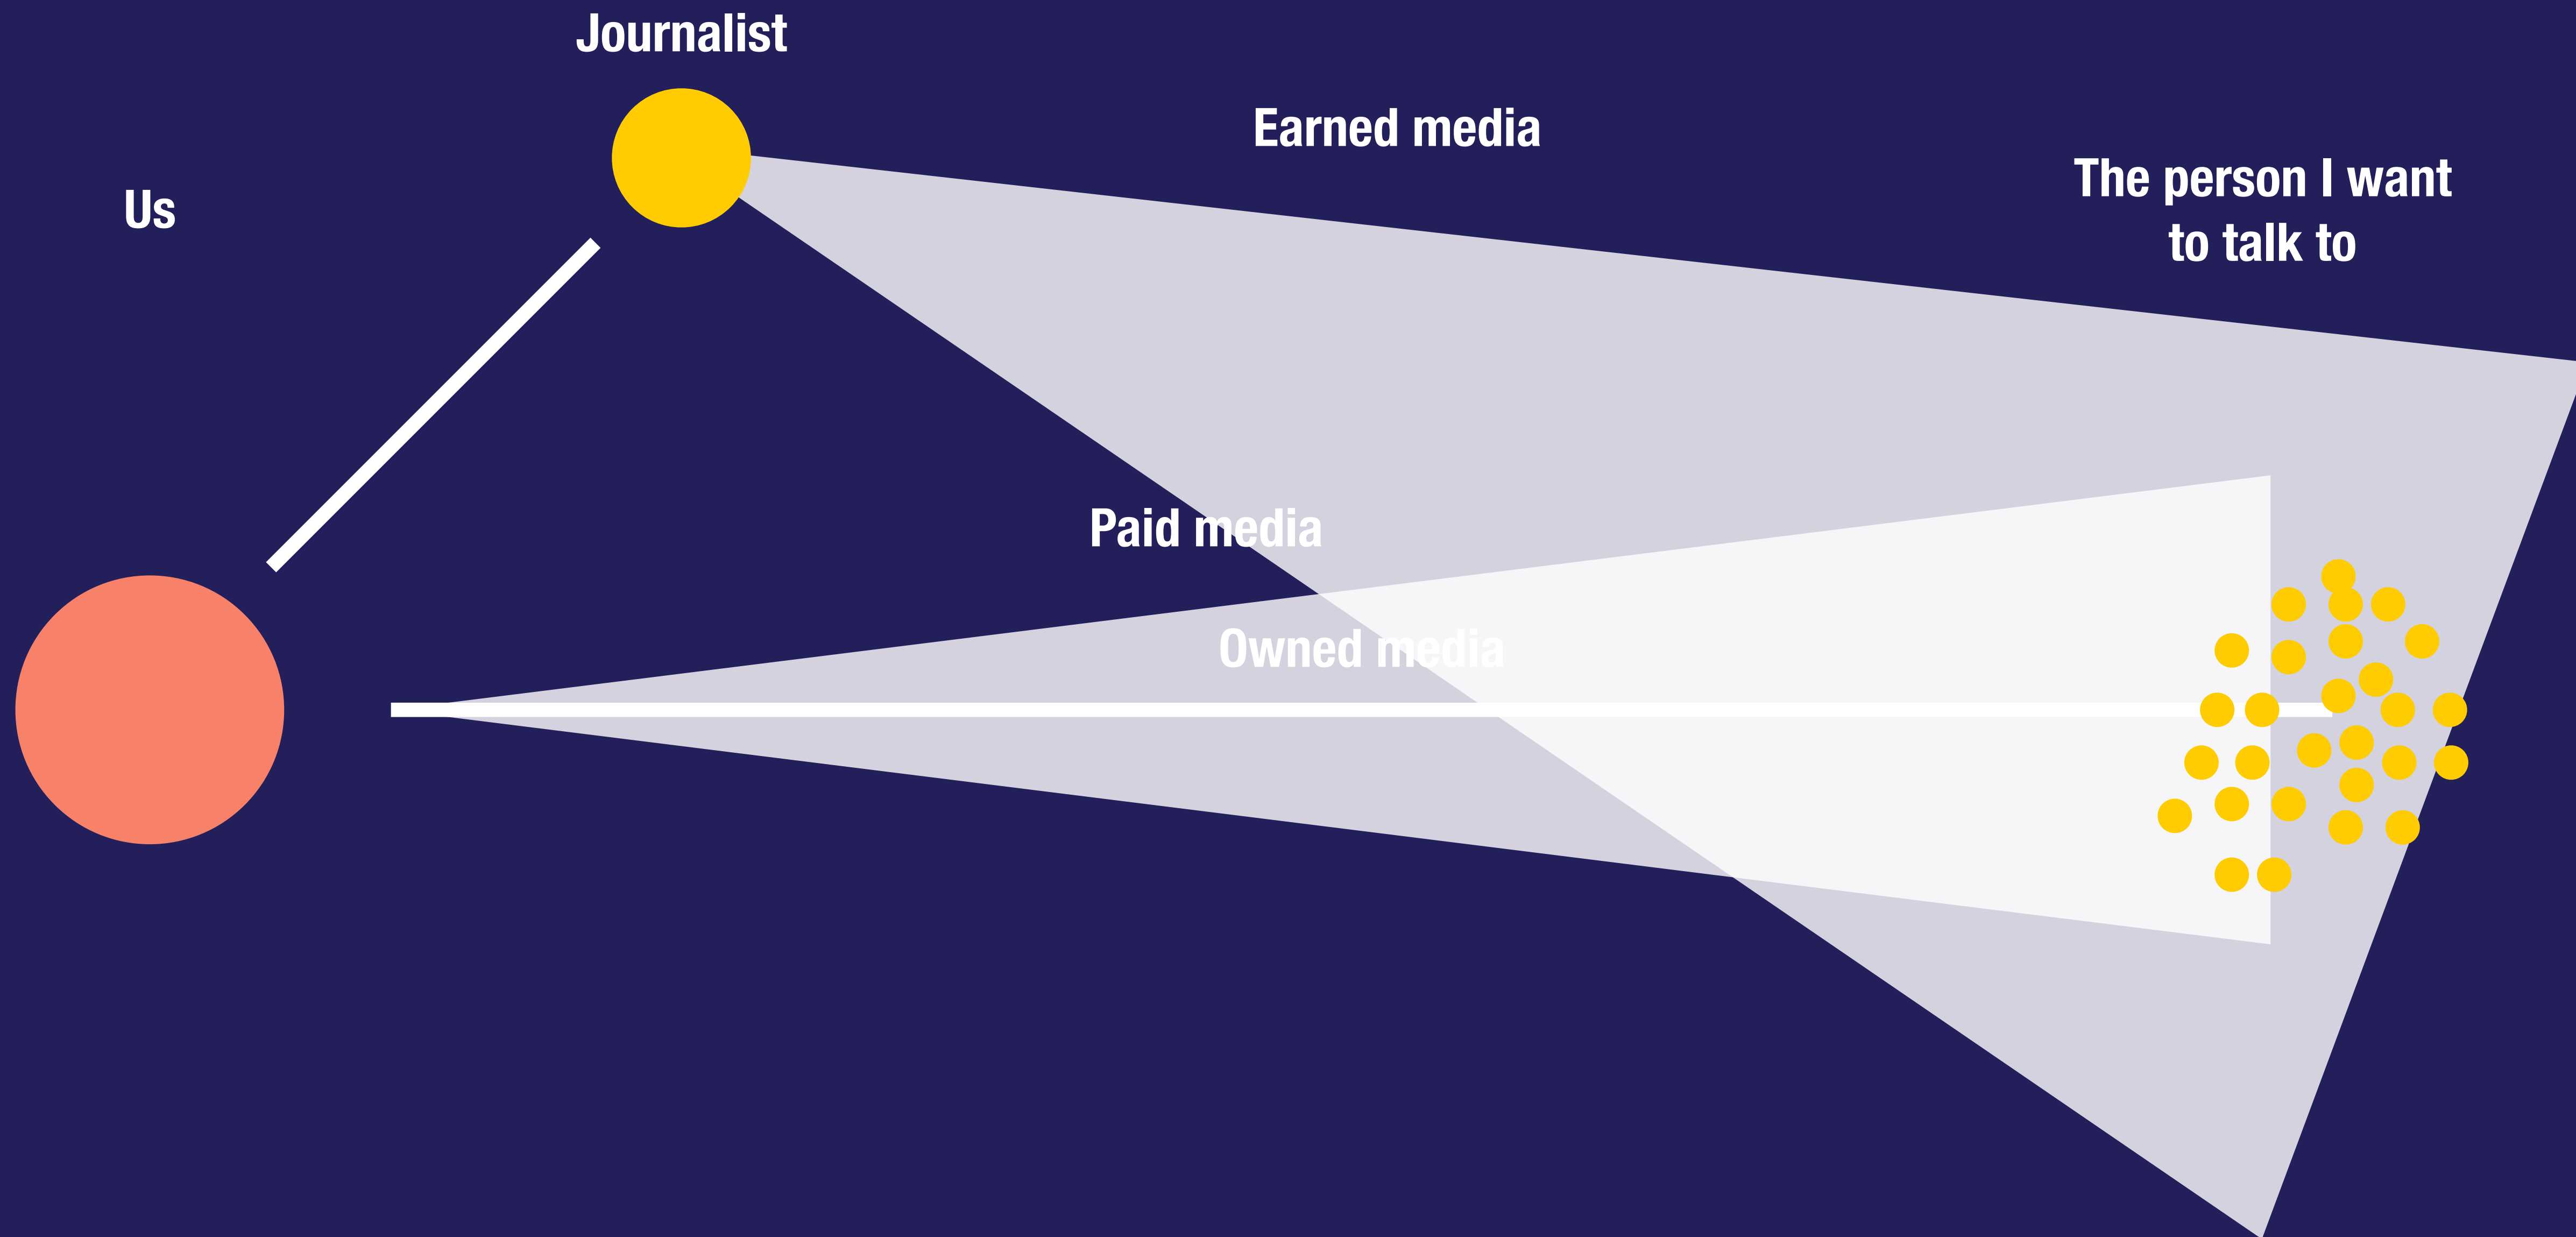 Journalist
Us
Earned media
The person I want
to talk to
Paid media
Owned media